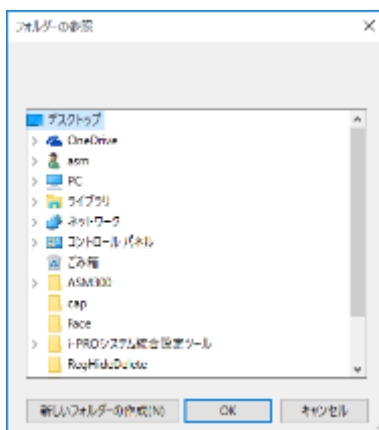 フォルダーの参照
デスクトップ
OneDrive
asm
PC
ライブラリ
ネットワーク
コントロール パネル
ごみ箱
ASM300
cap
Face
i-PROシステム統合設定ツール
RegHideDelete
新しいフォルダーの作成(N)
OK
キャンセル